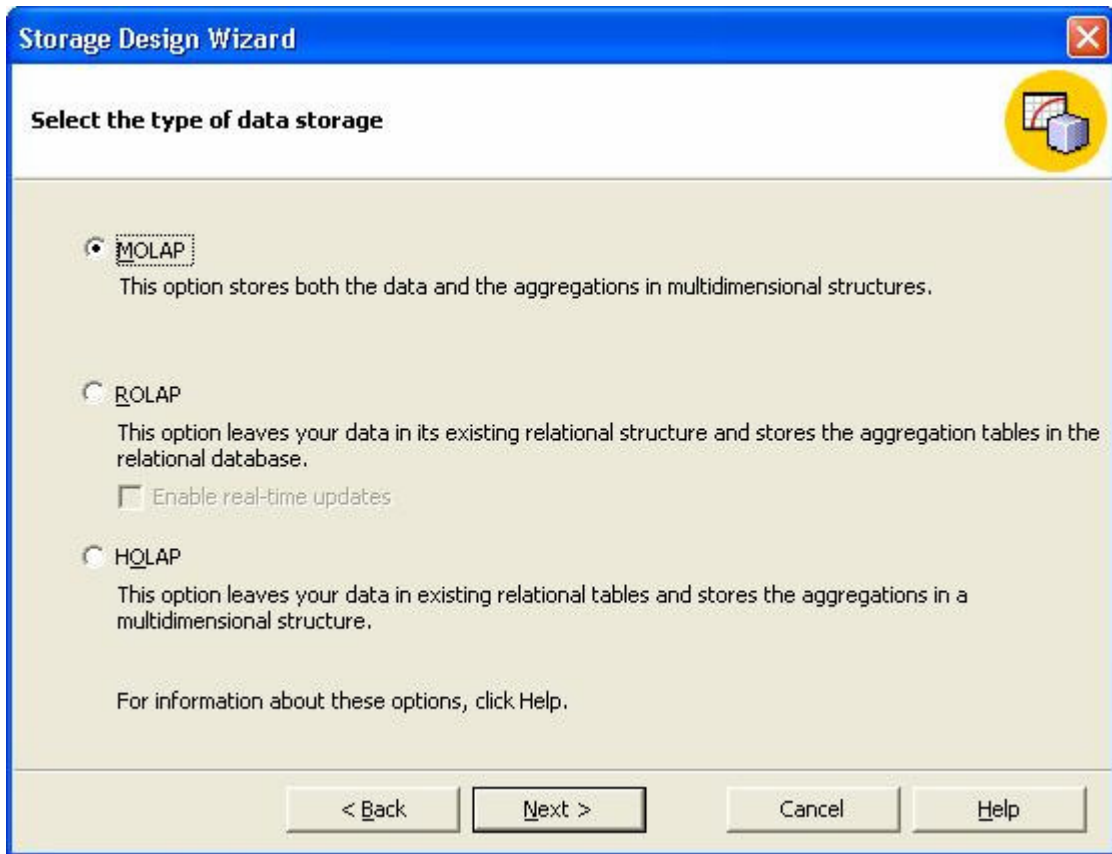 Storage Design Wizard
Select the type of data storage
MOLAP
This option stores both the data and the aggregations in multidimensional structures.
ROLAP
This option leaves your data in its existing relational structure and stores the aggregation tables in the
relational database.
Enable real-time updates
HOLAP
This option leaves your data in existing relational tables and stores the aggregations in a
multidimensional structure.
For information about these options, click Help.
< Back
Next >
Cancel
Help